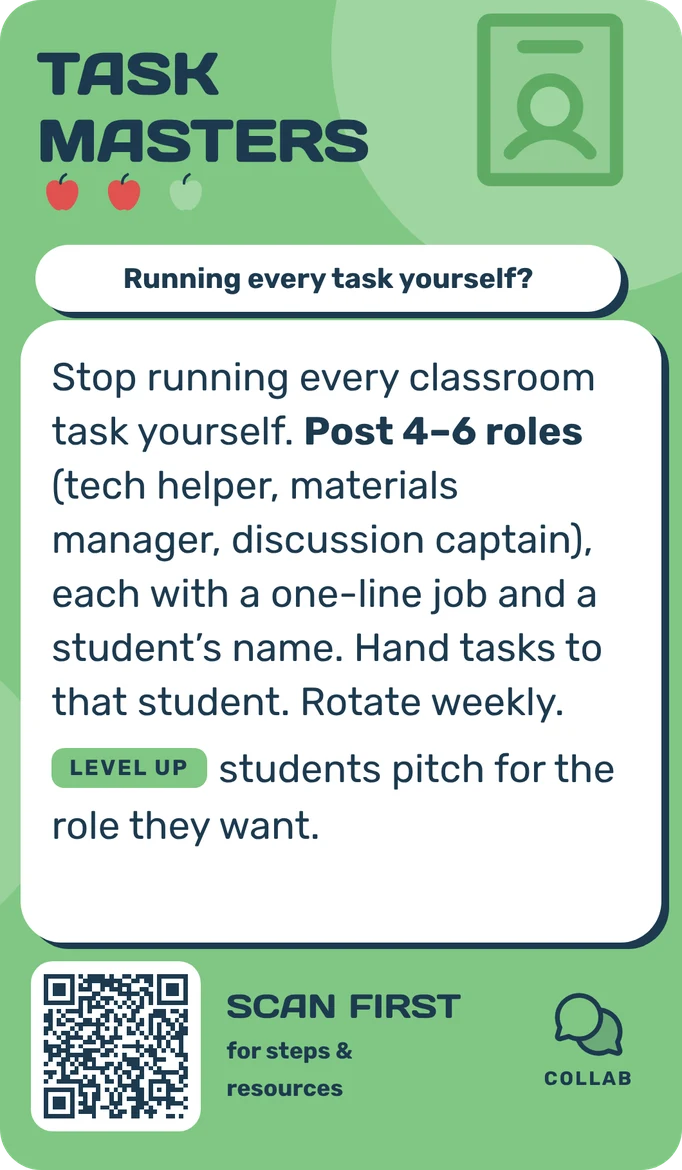 TASK
MASTERS
Running every task yourself?
Stop running every classroom
task yourself. Post 4–6 roles
(tech helper, materials
manager, discussion captain),
each with a one-line job and a
student’s name. Hand tasks to
that student. Rotate weekly.
LEVEL UP students pitch for the
role they want.
SCAN FIRST
for steps &
resources
COLLAB